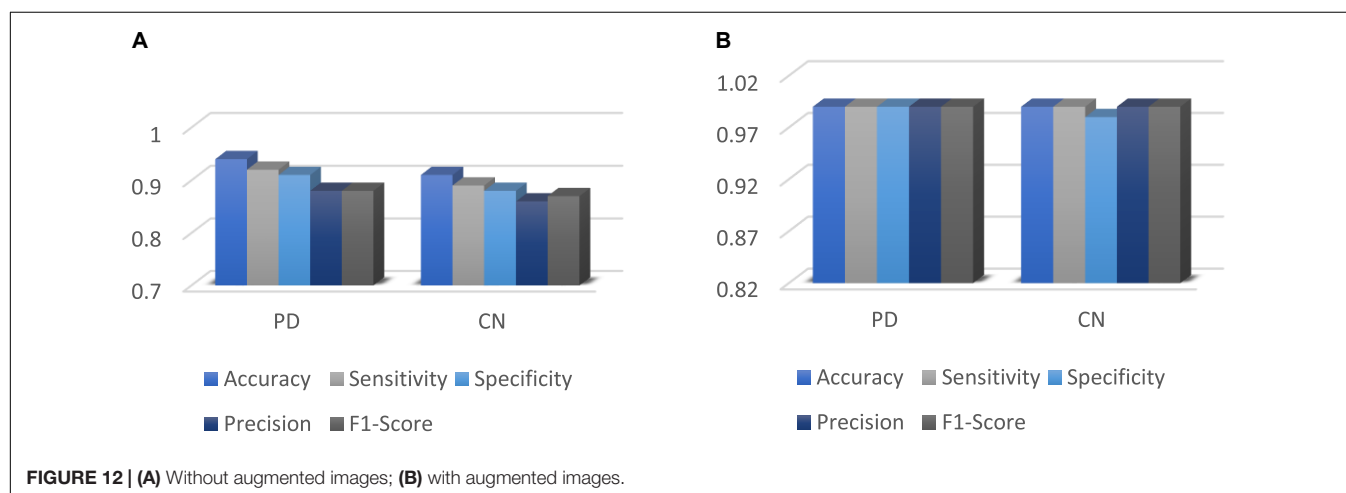 A
1
0.9
0.8
0.7
PD CN
Accuracy Sensitivity Specificity
Precision F1-Score
B
1.02
0.97
0.92
0.87
0.82
PD CN
Accuracy Sensitivity Specificity
Precision F1-Score
FIGURE 12 | (A) Without augmented images; (B) with augmented images.